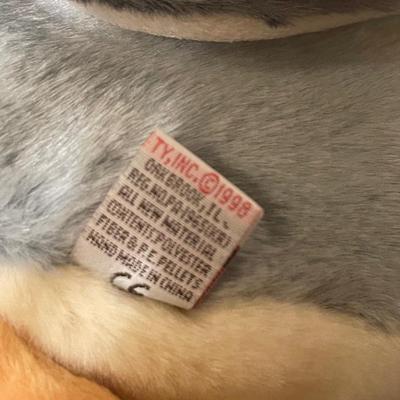 TY, INC. ©1998
OAKBROOK, IL.,
REG. NO. PA 1965(KR)
ALL NEW MATERIAL
CONTENTS: POLYESTER
FIBER & P.E. PELLETS
HAND MADE IN CHINA
CE